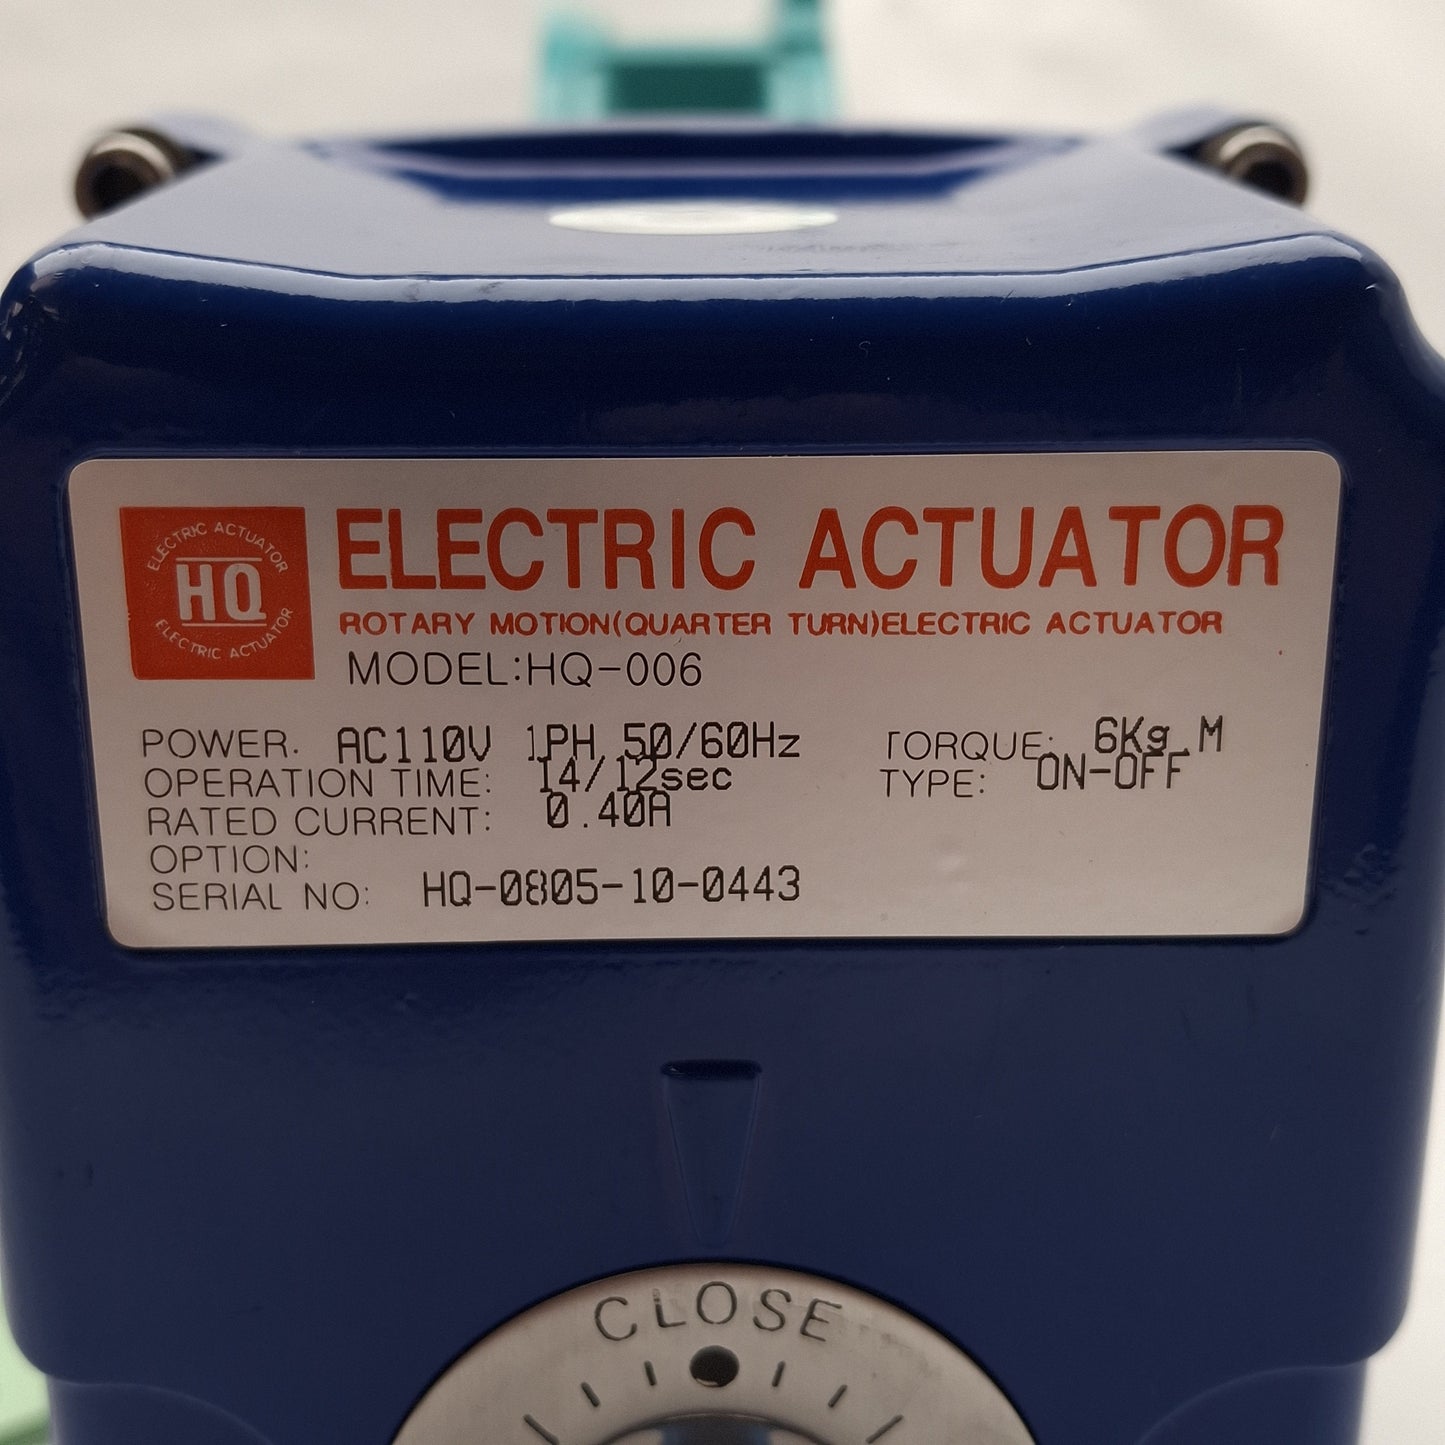 ELECTRIC ACTUATOR
HQ
ELECTRIC ACTUATOR
ELECTRIC ACTUATOR
ROTARY MOTION(QUARTER TURN)ELECTRIC ACTUATOR
MODEL:HQ-006
POWER: AC110V 1PH 50/60Hz TORQUE: 6Kg.M
OPERATION TIME: 14/12sec TYPE: ON-OFF
RATED CURRENT: 0.40A
OPTION:
SERIAL NO: HQ-0805-10-0443
CLOSE